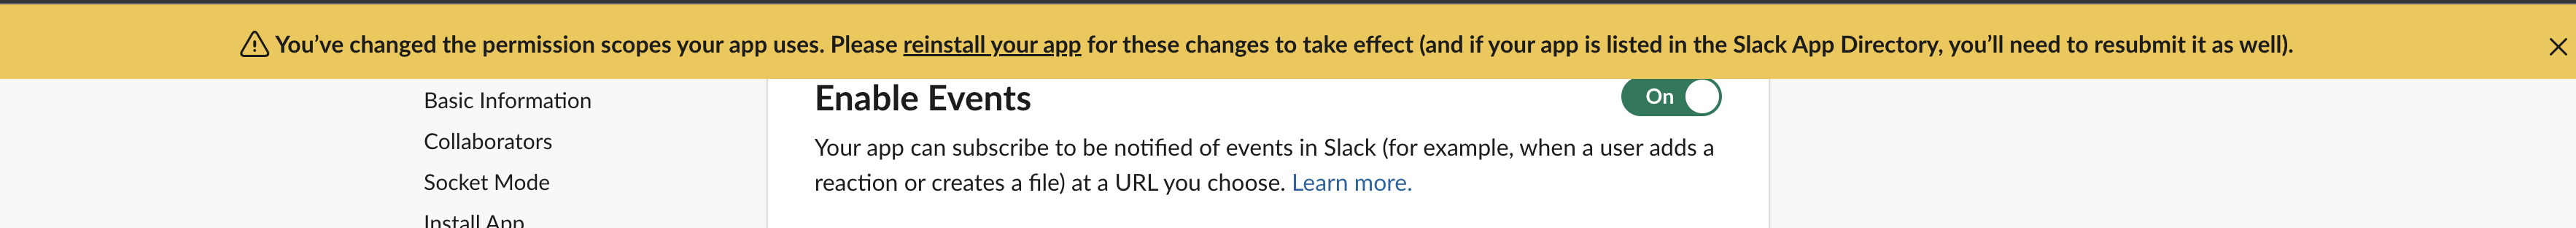 You’ve changed the permission scopes your app uses. Please reinstall your app for these changes to take effect (and if your app is listed in the Slack App Directory, you’ll need to resubmit it as well).
Basic Information
Collaborators
Socket Mode
Install App
Enable Events
On
Your app can subscribe to be notified of events in Slack (for example, when a user adds a
reaction or creates a file) at a URL you choose. Learn more.